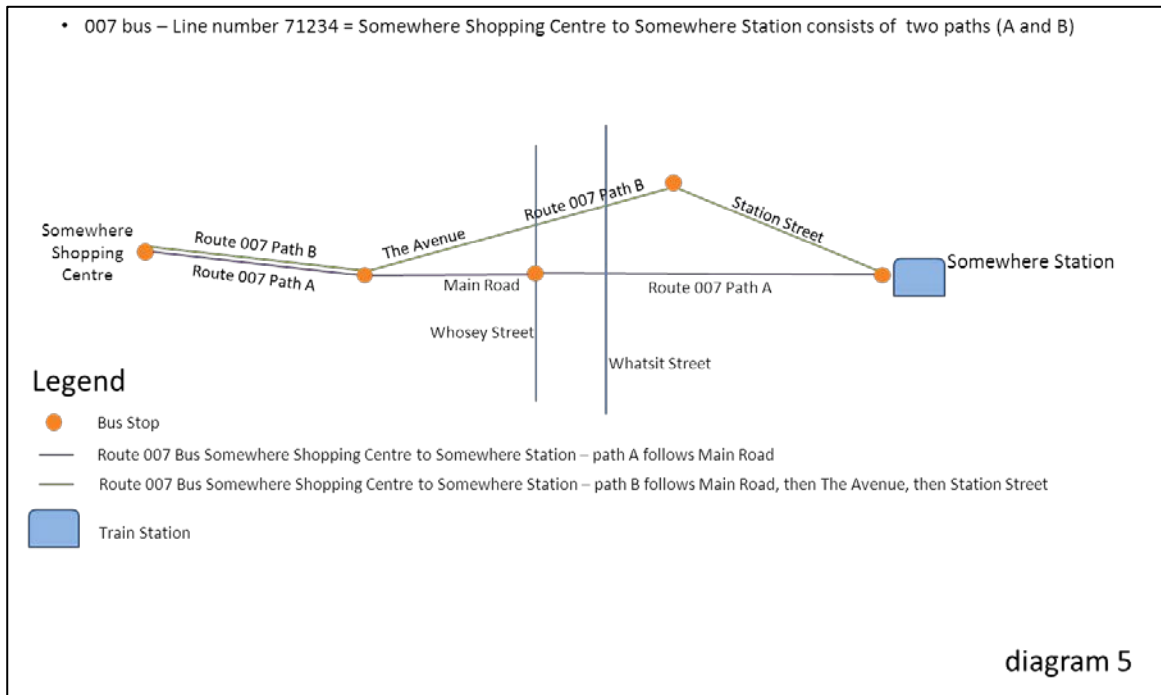 • 007 bus – Line number 71234 = Somewhere Shopping Centre to Somewhere Station consists of two paths (A and B)
Somewhere
Shopping
Centre
Route 007 Path B
Route 007 Path A
The Avenue
Route 007 Path B
Station Street
Somewhere Station
Main Road
Route 007 Path A
Whosey Street
Whatsit Street
Legend
Bus Stop
Route 007 Bus Somewhere Shopping Centre to Somewhere Station – path A follows Main Road
Route 007 Bus Somewhere Shopping Centre to Somewhere Station – path B follows Main Road, then The Avenue, then Station Street
Train Station
diagram 5